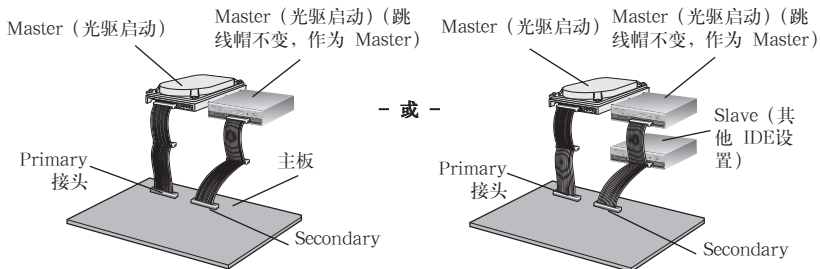 Master（光驱启动）
Master（光驱启动）（跳
线帽不变，作为 Master）
Primary
接头
主板
Secondary
- 或 -
Master（光驱启动）
Master（光驱启动）（跳
线帽不变，作为 Master）
Slave（其
他 IDE设
置）
Primary
接头
Secondary